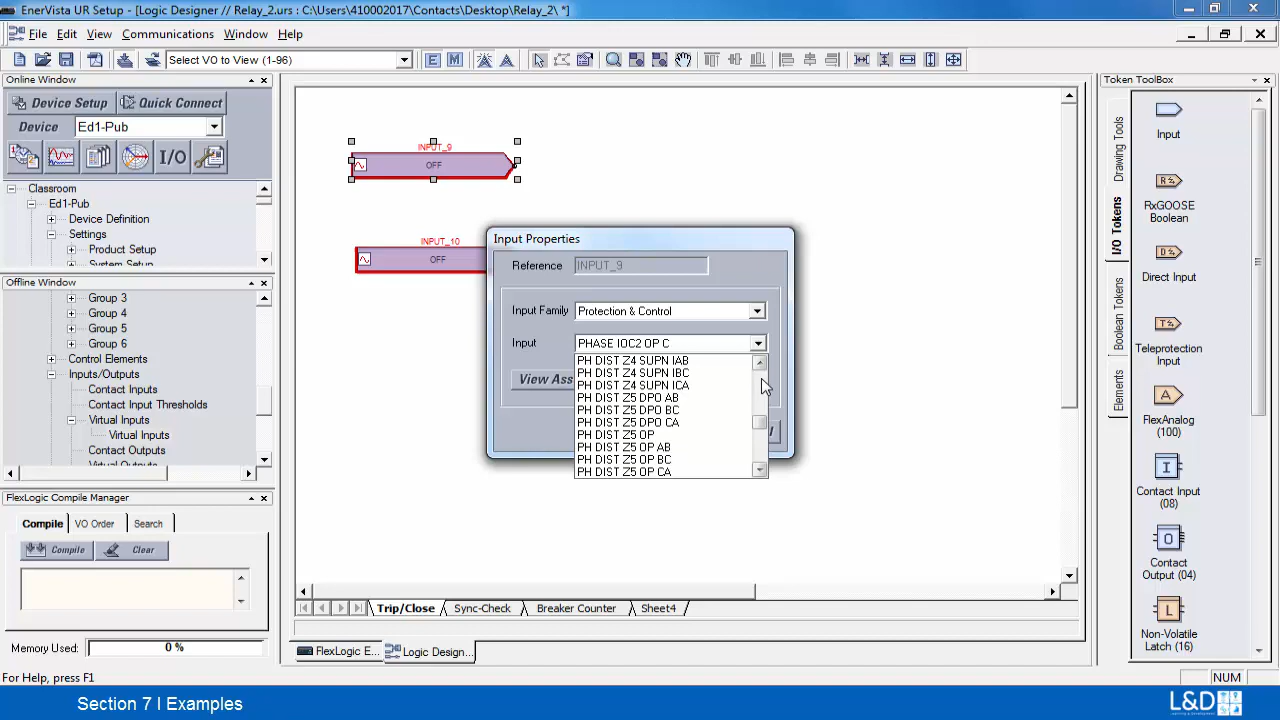 EnerVista UR Setup - [Logic Designer // Relay_2.urs : C:\Users\410002017\Contacts\Desktop\Relay_2\ *]
File Edit View Communications Window Help
Select VO to View (1-96)
E M
Online Window
Device Setup Quick Connect
Device Ed1-Pub
I/O
Classroom
Ed1-Pub
Device Definition
Settings
Product Setup
System Setup
Offline Window
Group 3
Group 4
Group 5
Group 6
Control Elements
Inputs/Outputs
Contact Inputs
Contact Input Thresholds
Virtual Inputs
Virtual Inputs
Contact Outputs
Virtual Outputs
FlexLogic Compile Manager
Compile VO Order Search
Compile Clear
Memory Used: 0 %
INPUT_9
OFF
INPUT_10
OFF
Input Properties
Reference INPUT_9
Input Family Protection & Control
Input PHASE IOC2 OP C
View Ass
PH DIST Z4 SUPN IAB
PH DIST Z4 SUPN IBC
PH DIST Z4 SUPN ICA
PH DIST Z5 DPO AB
PH DIST Z5 DPO BC
PH DIST Z5 DPO CA
PH DIST Z5 OP
PH DIST Z5 OP AB
PH DIST Z5 OP BC
PH DIST Z5 OP CA
Trip/Close Sync-Check Breaker Counter Sheet4
FlexLogic E... Logic Design...
Token ToolBox
Drawing Tools
I/O Tokens
Boolean Tokens
Elements
Input
R
RxGOOSE
Boolean
D
Direct Input
T
Teleprotection
Input
A
FlexAnalog
(100)
I
Contact Input
(08)
O
Contact
Output (04)
L
Non-Volatile
Latch (16)
For Help, press F1
NUM
Section 7 I Examples
L&D